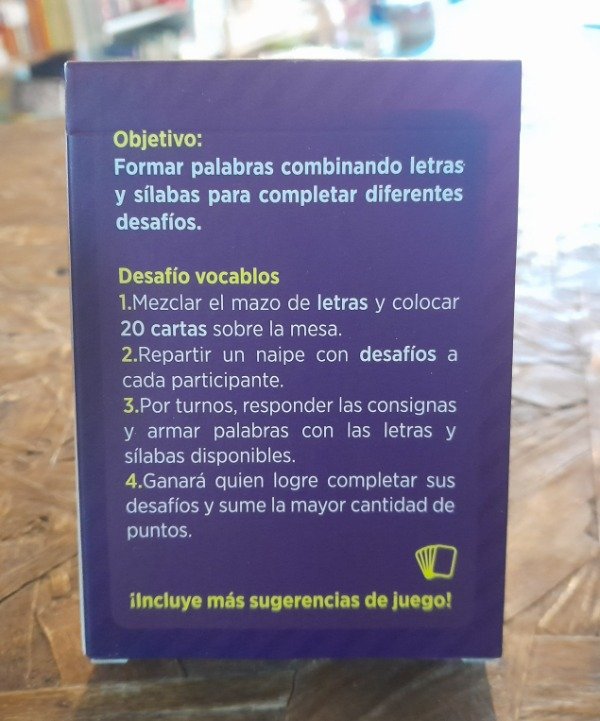 Objetivo:
Formar palabras combinando letras
y sílabas para completar diferentes
desafíos.
Desafío vocablos
1.Mezclar el mazo de letras y colocar
20 cartas sobre la mesa.
2.Repartir un naipe con desafíos a
cada participante.
3.Por turnos, responder las consignas
y armar palabras con las letras y
sílabas disponibles.
4.Ganará quien logre completar sus
desafíos y sume la mayor cantidad de
puntos.
¡Incluye más sugerencias de juego!